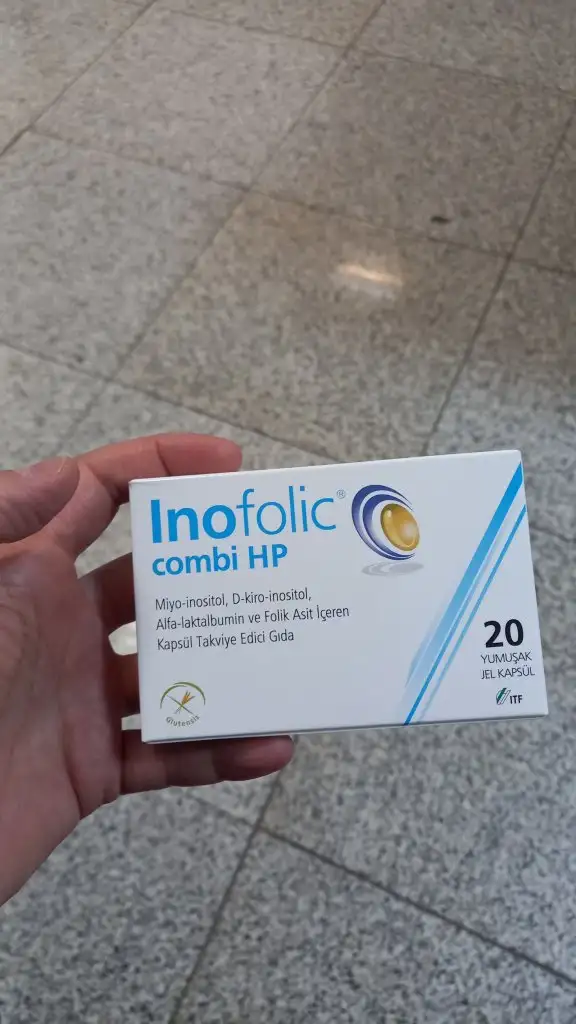 Inofolic®
combi HP
Miyo-inositol, D-kiro-inositol,
Alfa-laktalbumin ve Folik Asit İçeren
Kapsül Takviye Edici Gıda
Glutensiz
20
YUMUŞAK
JEL KAPSÜL
ITF